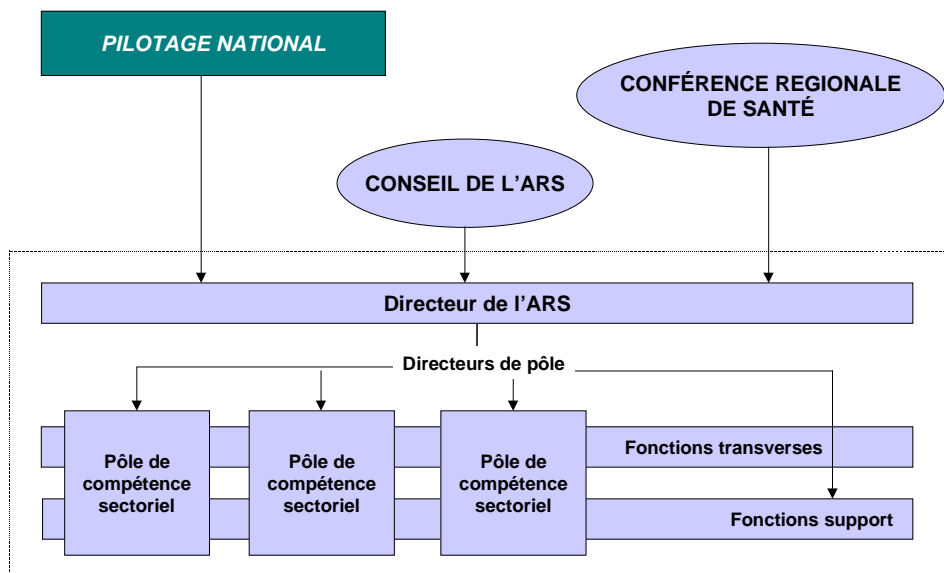 PILOTAGE NATIONAL
CONFÉRENCE REGIONALE
DE SANTÉ
CONSEIL DE L’ARS
Directeur de l’ARS
Directeurs de pôle
Pôle de
compétence
sectoriel
Pôle de
compétence
sectoriel
Pôle de
compétence
sectoriel
Fonctions transverses
Fonctions support